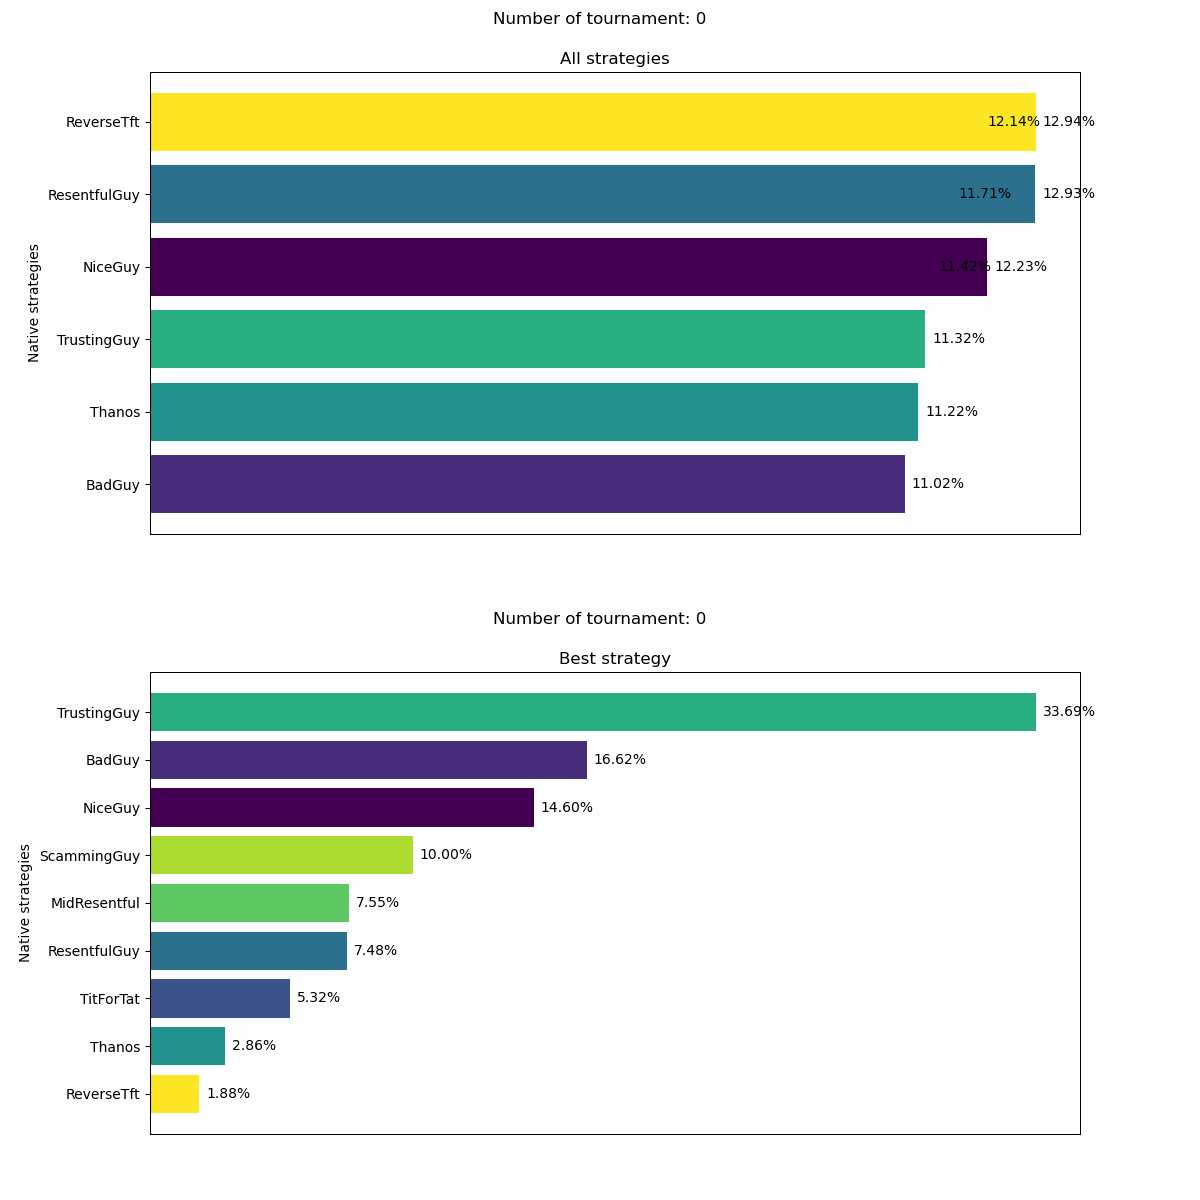 Number of tournament: 0
All strategies
Native strategies
ReverseTft 12.14% 12.94%
ResentfulGuy 11.71% 12.93%
NiceGuy 11.42% 12.23%
TrustingGuy 11.32%
Thanos 11.22%
BadGuy 11.02%
Number of tournament: 0
Best strategy
Native strategies
TrustingGuy 33.69%
BadGuy 16.62%
NiceGuy 14.60%
ScammingGuy 10.00%
MidResentful 7.55%
ResentfulGuy 7.48%
TitForTat 5.32%
Thanos 2.86%
ReverseTft 1.88%